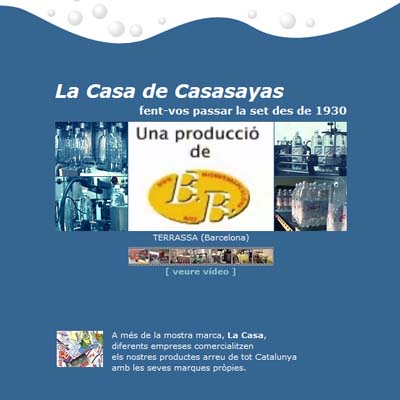 La Casa de Casasayas
fent-vos passar la set des de 1930
Una producció
de
BB
TERRASSA (Barcelona)
[ veure vídeo ]
A més de la mostra marca, La Casa,
diferents empreses comercialitzen
els nostres productes arreu de tot Catalunya
amb les seves marques pròpies.